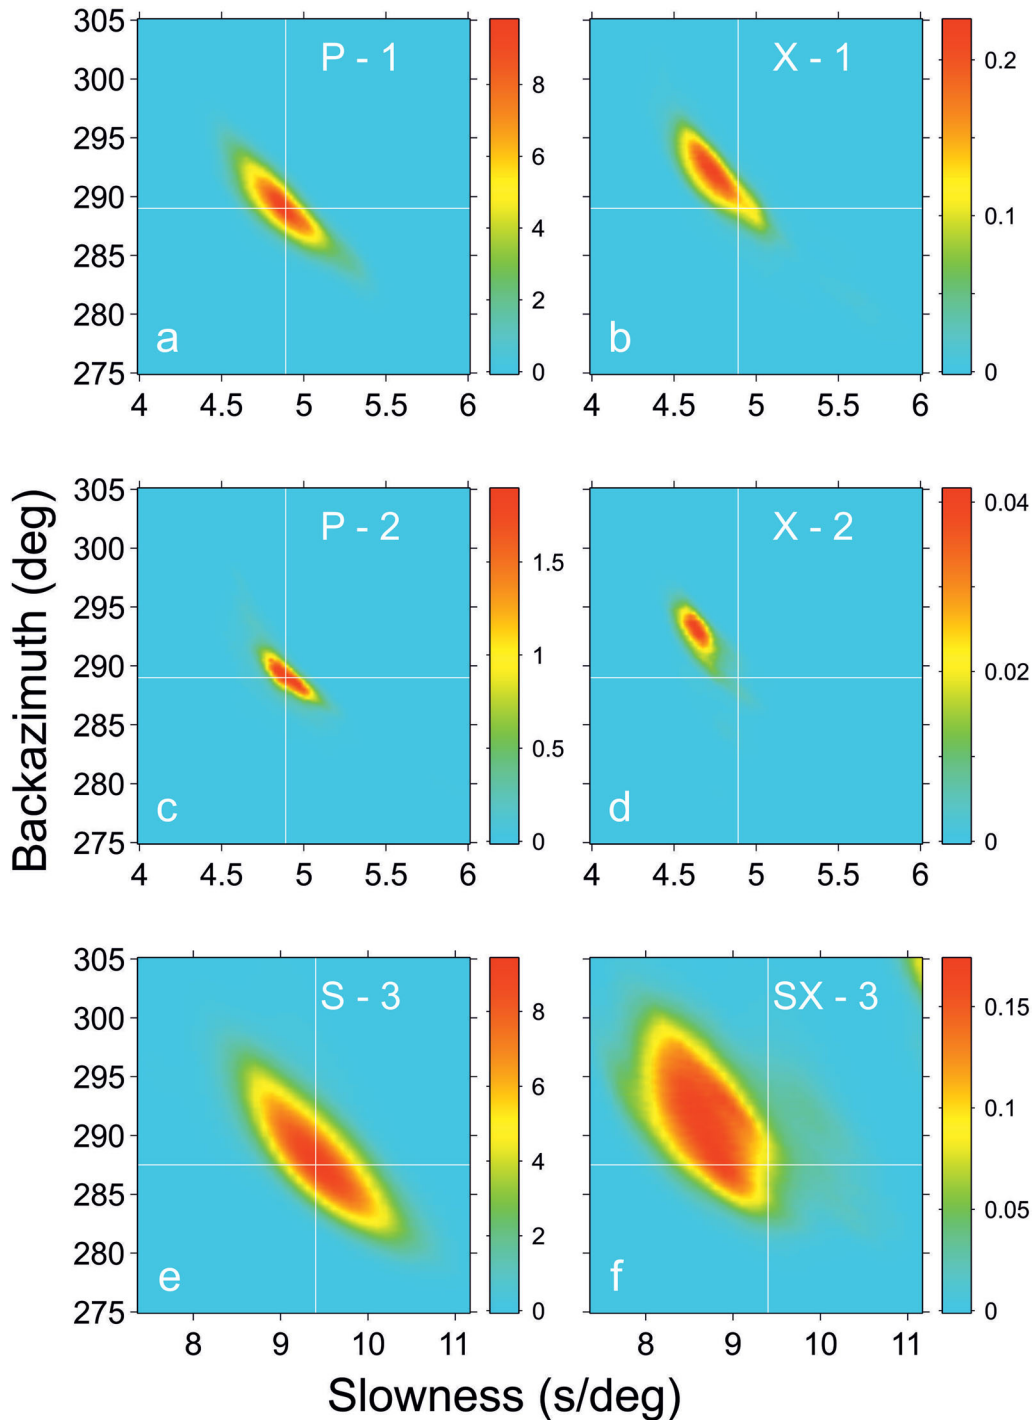 P - 1
X - 1
305
300
295
290
285
280
275
4 4.5 5 5.5 6
8
6
4
2
0
a
4 4.5 5 5.5 6
0.2
0.1
0
b
Backazimuth (deg)
P - 2
X - 2
305
300
295
290
285
280
275
4 4.5 5 5.5 6
1.5
1
0.5
0
c
4 4.5 5 5.5 6
0.04
0.02
0
d
S - 3
SX - 3
305
300
295
290
285
280
275
8 9 10 11
8
6
4
2
0
e
8 9 10 11
0.15
0.1
0.05
0
f
Slowness (s/deg)